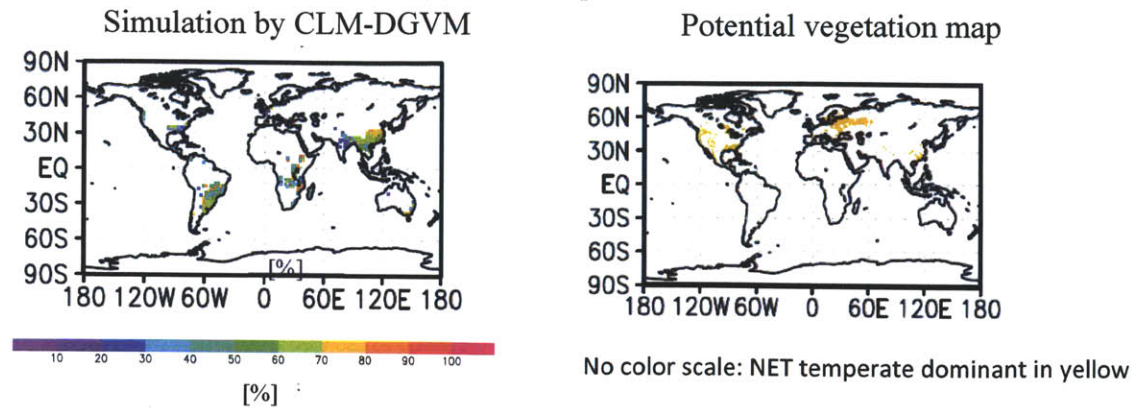 Simulation by CLM-DGVM
Potential vegetation map
90N
60N
30N
EQ
30S
60S
90S
180 120W 60W 0 60E 120E 180
[%]
10 20 30 40 50 60 70 80 90 100
[%]
90N
60N
30N
EQ
30S
60S
90S
180 120W 60W 0 60E 120E 180
No color scale: NET temperate dominant in yellow